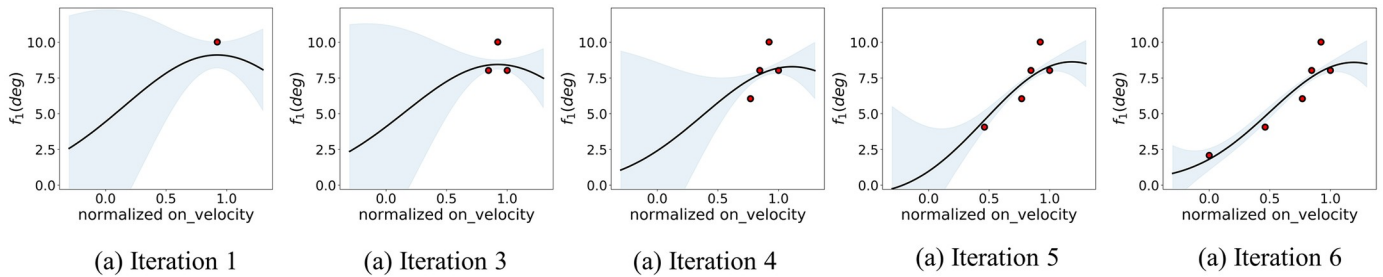 10.0
7.5
5.0
2.5
0.0
f₁(deg)
0.0 0.5 1.0
normalized on_velocity
(a) Iteration 1
10.0
7.5
5.0
2.5
0.0
f₁(deg)
0.0 0.5 1.0
normalized on_velocity
(a) Iteration 3
10.0
7.5
5.0
2.5
0.0
f₁(deg)
0.0 0.5 1.0
normalized on_velocity
(a) Iteration 4
10.0
7.5
5.0
2.5
0.0
f₁(deg)
0.0 0.5 1.0
normalized on_velocity
(a) Iteration 5
10.0
7.5
5.0
2.5
0.0
f₁(deg)
0.0 0.5 1.0
normalized on_velocity
(a) Iteration 6